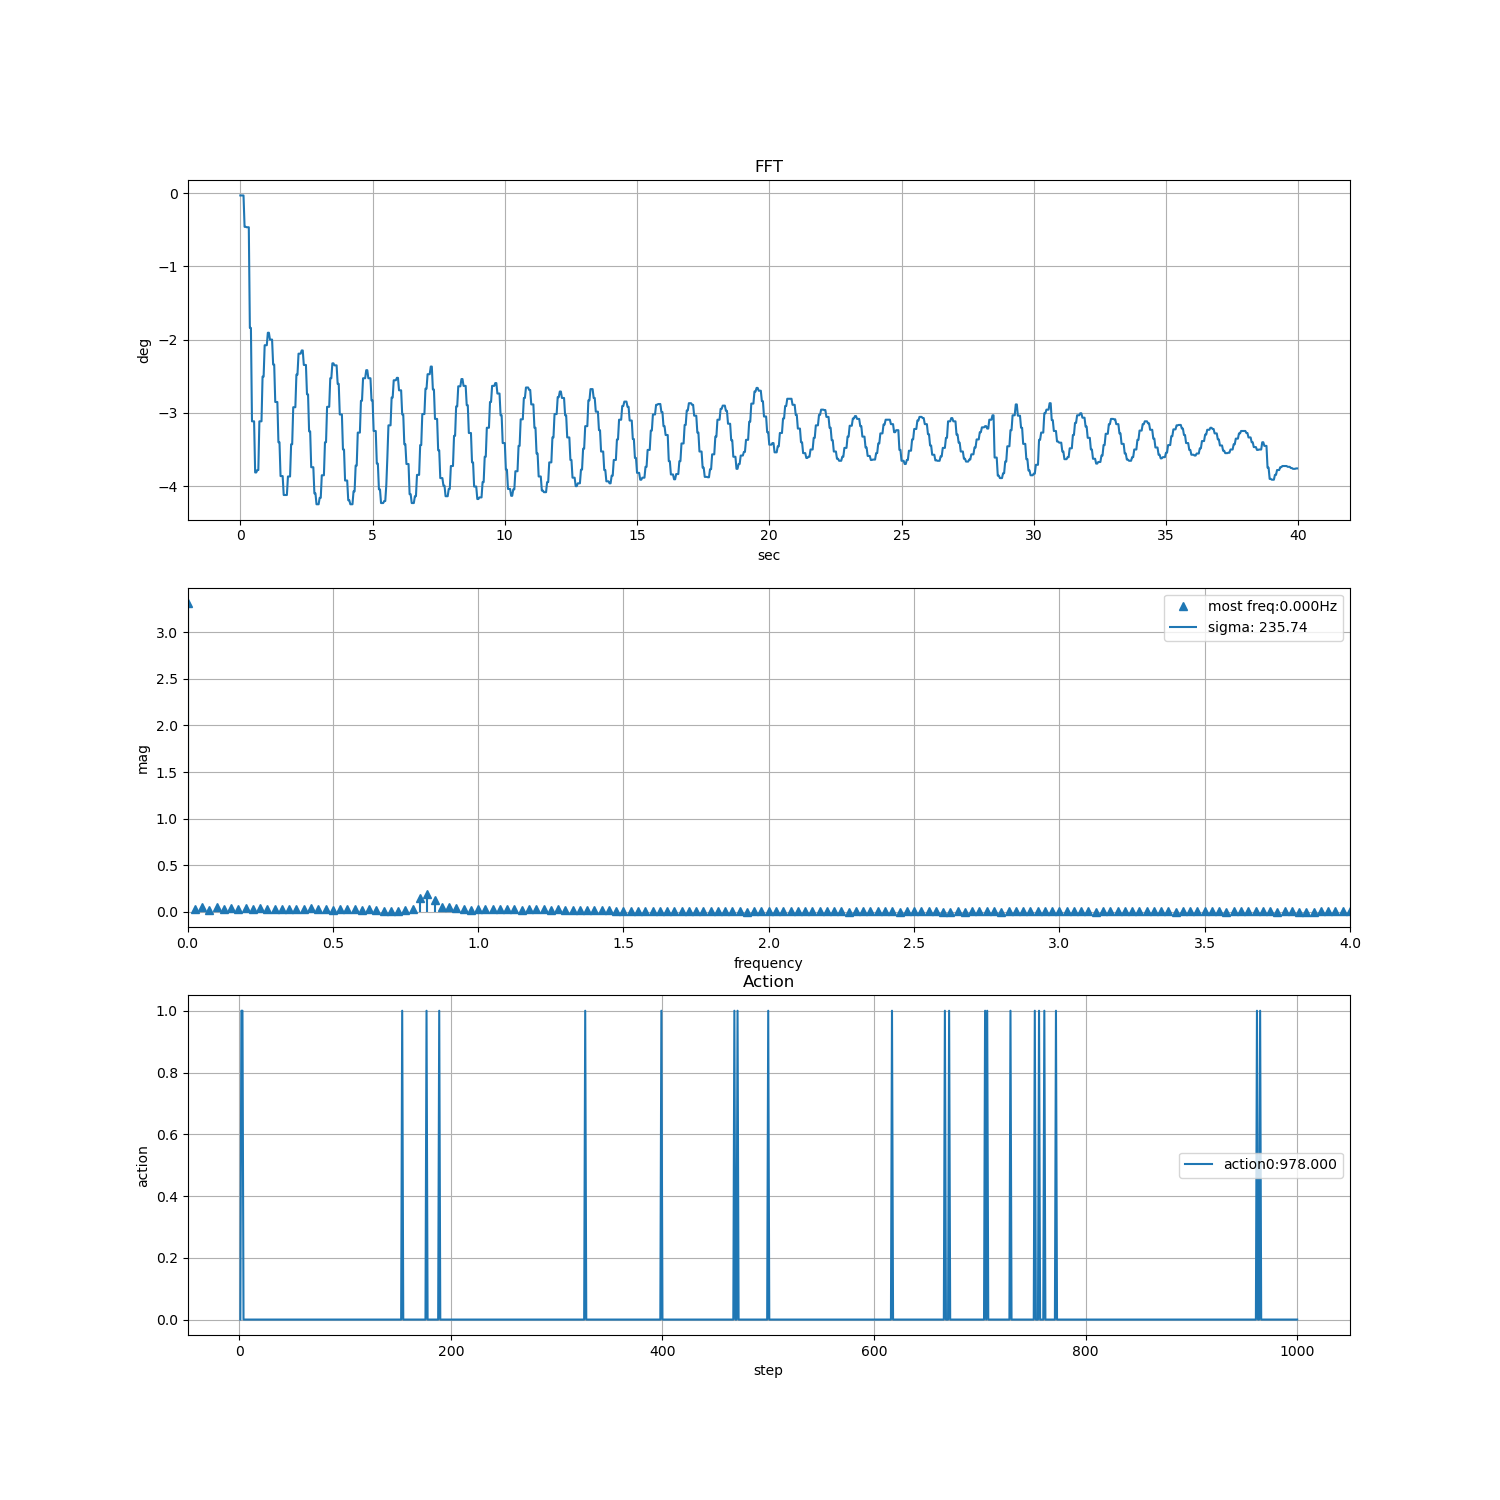 FFT
0
−1
−2
−3
−4
deg
0 5 10 15 20 25 30 35 40
sec
most freq:0.000Hz
sigma: 235.74
3.0
2.5
2.0
1.5
1.0
0.5
0.0
mag
0.0 0.5 1.0 1.5 2.0 2.5 3.0 3.5 4.0
frequency
Action
1.0
0.8
0.6
0.4
0.2
0.0
action
action0:978.000
0 200 400 600 800 1000
step